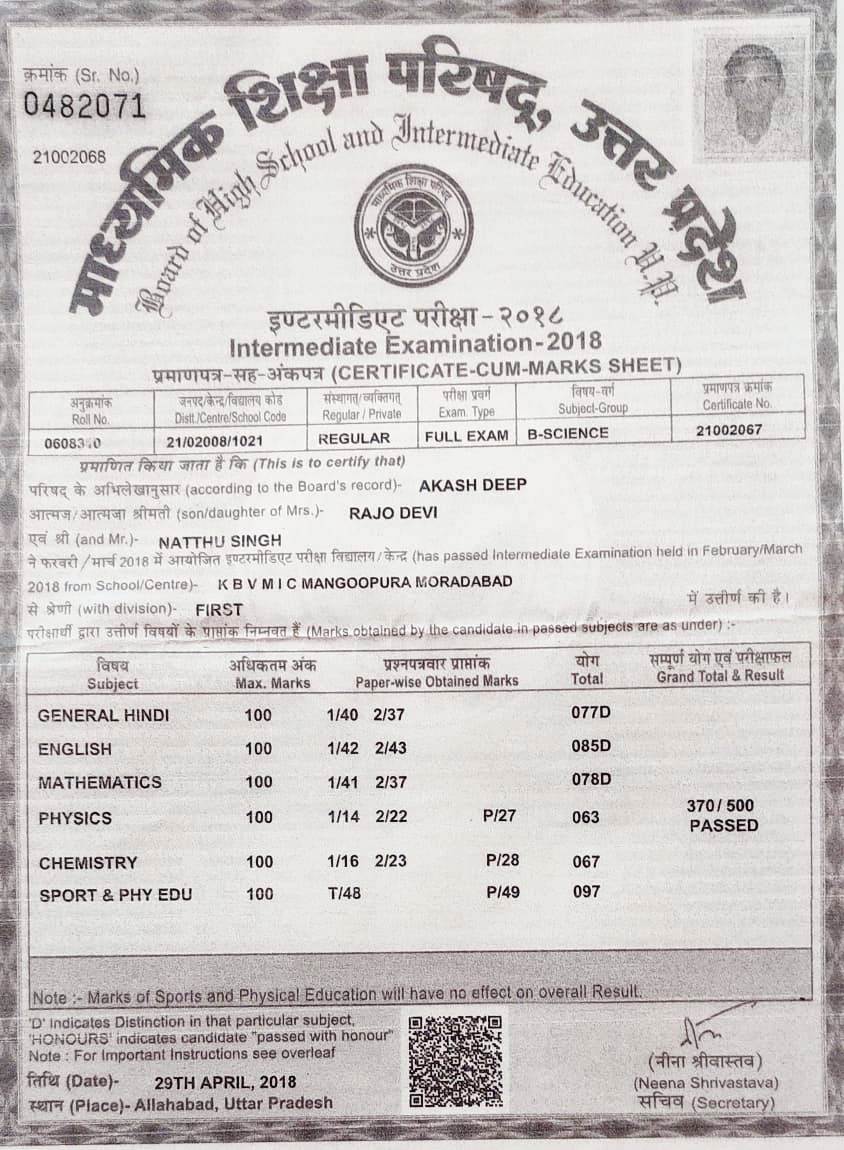 क्रमांक (Sr. No.)
0482071
21002068
माध्यमिक शिक्षा परिषद्, उत्तर प्रदेश
Board of High School and Intermediate Education U.P.
माध्यमिक शिक्षा परिषद्
उत्तर प्रदेश
इण्टरमीडिएट परीक्षा - २०१८
Intermediate Examination-2018
प्रमाणपत्र-सह-अंकपत्र (CERTIFICATE-CUM-MARKS SHEET)
अनुक्रमांक जनपद/केन्द्र/विद्यालय कोड संस्थागत/व्यक्तिगत परीक्षा प्रवर्ग विषय-वर्ग प्रमाणपत्र क्रमांक
Roll No. Distt./Centre/School Code Regular / Private Exam. Type Subject-Group Certificate No.
21/02008/1021 REGULAR FULL EXAM B-SCIENCE 21002067
प्रमाणित किया जाता है कि (This is to certify that)
परिषद के अभिलेखानुसार (according to the Board's record)- AKASH DEEP
आत्मज/आत्मजा श्रीमती (son/daughter of Mrs.)- RAJO DEVI
एवं श्री (and Mr.)- NATTHU SINGH
ने फरवरी/मार्च 2018 में आयोजित इण्टरमीडिएट परीक्षा विद्यालय/केन्द्र (has passed Intermediate Examination held in February/March
2018 from School/Centre)- K B V M I C MANGOOPURA MORADABAD
से श्रेणी (with division)- FIRST में उत्तीर्ण की है।
परीक्षार्थी द्वारा उत्तीर्ण विषयों के प्राप्तांक निम्नवत हैं (Marks obtained by the candidate in passed subjects are as under) :-
विषय अधिकतम अंक प्रश्नपत्रवार प्राप्तांक योग सम्पूर्ण योग एवं परीक्षाफल
Subject Max. Marks Paper-wise Obtained Marks Total Grand Total & Result
GENERAL HINDI 100 1/40 2/37 077D
ENGLISH 100 1/42 2/43 085D
MATHEMATICS 100 1/41 2/37 078D
PHYSICS 100 1/14 2/22 P/27 063 370/ 500
PASSED
CHEMISTRY 100 1/16 2/23 P/28 067
SPORT & PHY EDU 100 T/48 P/49 097
Note :- Marks of Sports and Physical Education will have no effect on overall Result.
'D' Indicates Distinction in that particular subject,
'HONOURS' indicates candidate "passed with honour"
Note : For Important Instructions see overleaf
तिथि (Date)- 29TH APRIL, 2018
स्थान (Place)- Allahabad, Uttar Pradesh
(नीना श्रीवास्तव)
(Neena Shrivastava)
सचिव (Secretary)